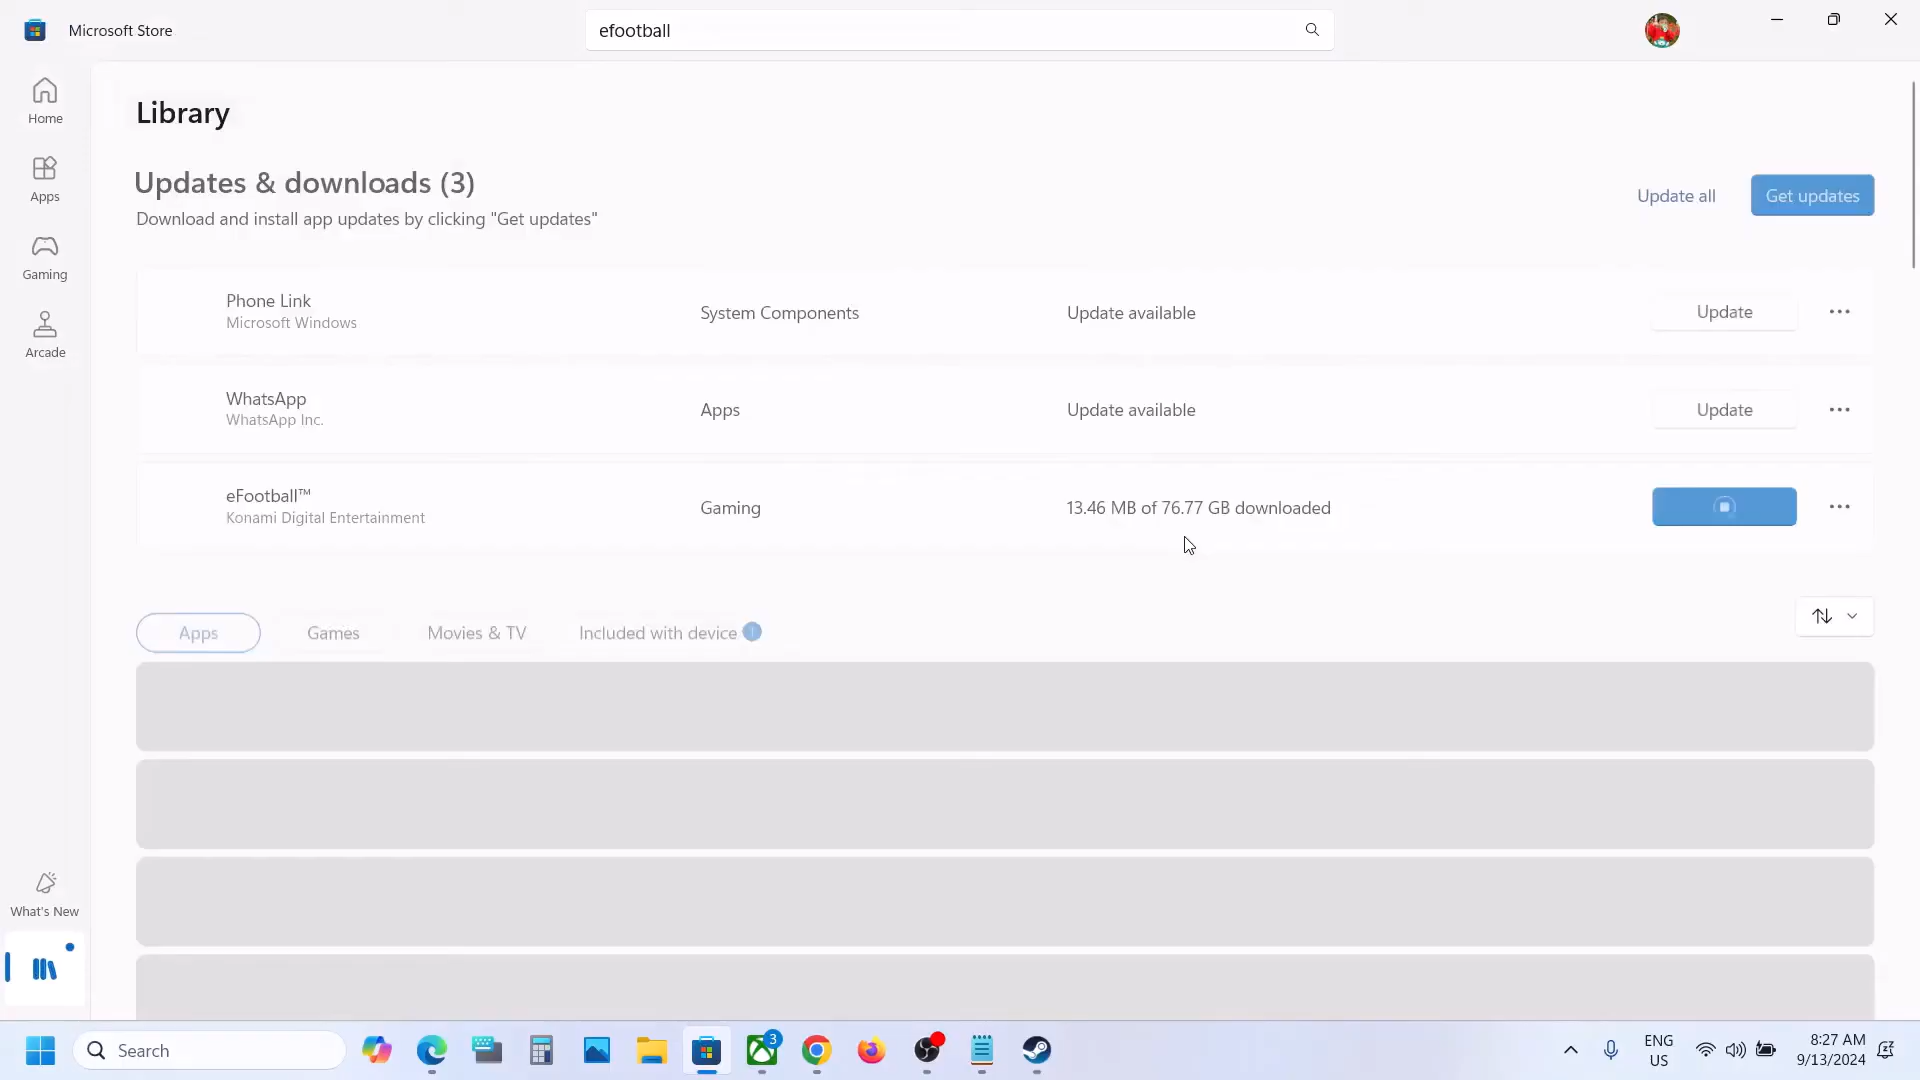 Microsoft Store
efootball
Home
Apps
Gaming
Arcade
What's New
Library
Updates & downloads (3)
Download and install app updates by clicking "Get updates"
Update all
Get updates
Phone Link
Microsoft Windows
System Components
Update available
Update
WhatsApp
WhatsApp Inc.
Apps
Update available
Update
eFootball™
Konami Digital Entertainment
Gaming
13.46 MB of 76.77 GB downloaded
Apps
Games
Movies & TV
Included with device
Search
3
ENG
US
8:27 AM
9/13/2024